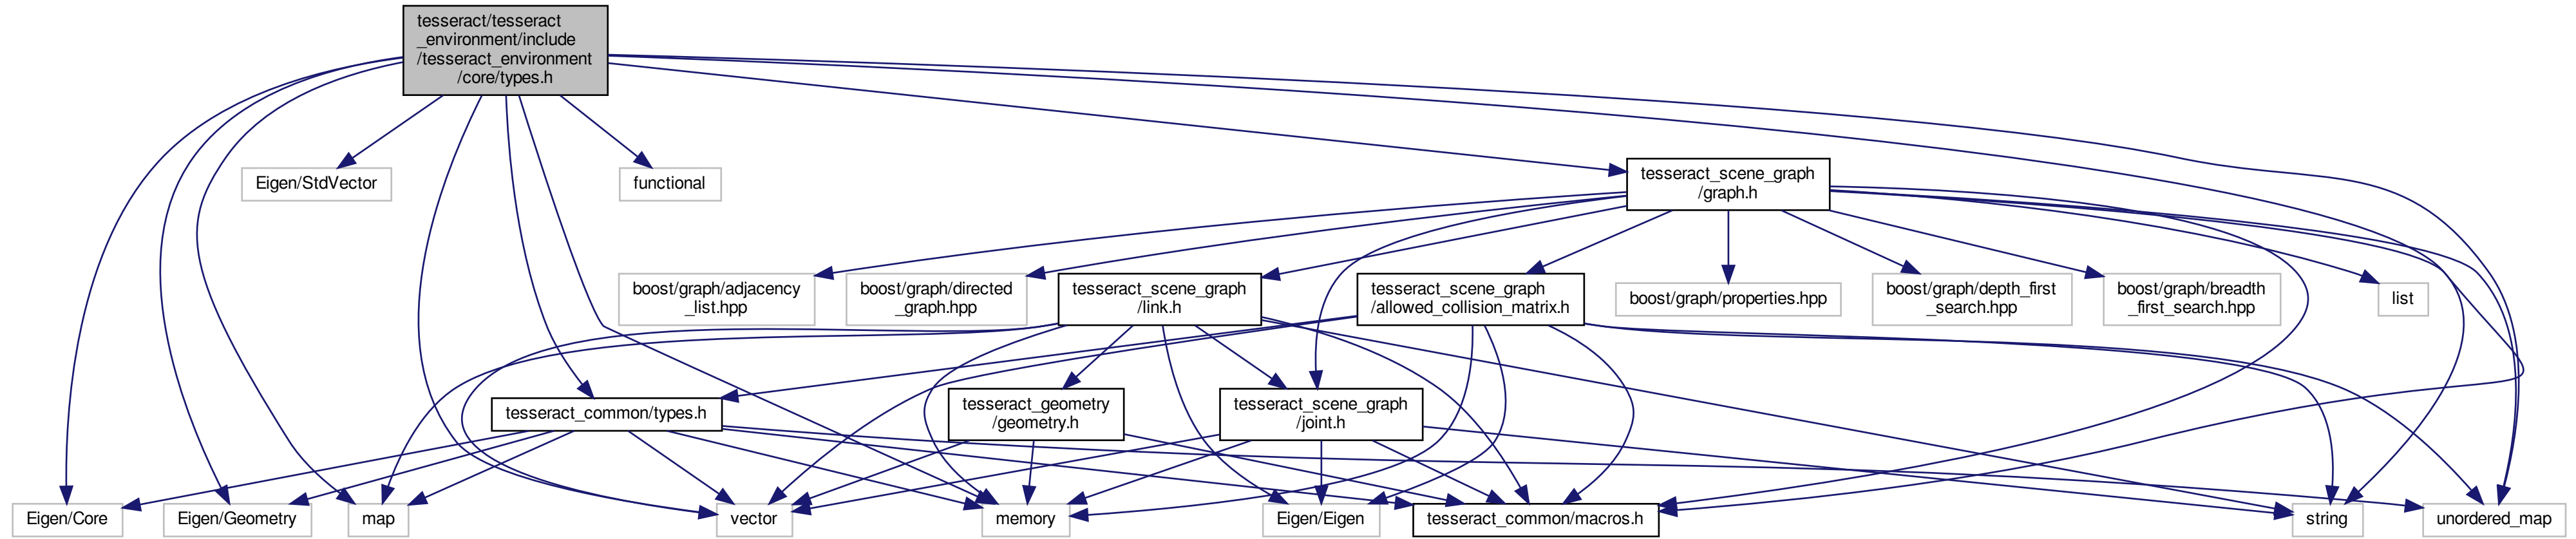 tesseract/tesseract
_environment/include
/tesseract_environment
/core/types.h
Eigen/StdVector
functional
tesseract_scene_graph
/graph.h
boost/graph/adjacency
_list.hpp
boost/graph/directed
_graph.hpp
tesseract_scene_graph
/link.h
tesseract_scene_graph
/allowed_collision_matrix.h
boost/graph/properties.hpp
boost/graph/depth_first
_search.hpp
boost/graph/breadth
_first_search.hpp
list
tesseract_common/types.h
tesseract_geometry
/geometry.h
tesseract_scene_graph
/joint.h
Eigen/Core
Eigen/Geometry
map
vector
memory
Eigen/Eigen
tesseract_common/macros.h
string
unordered_map